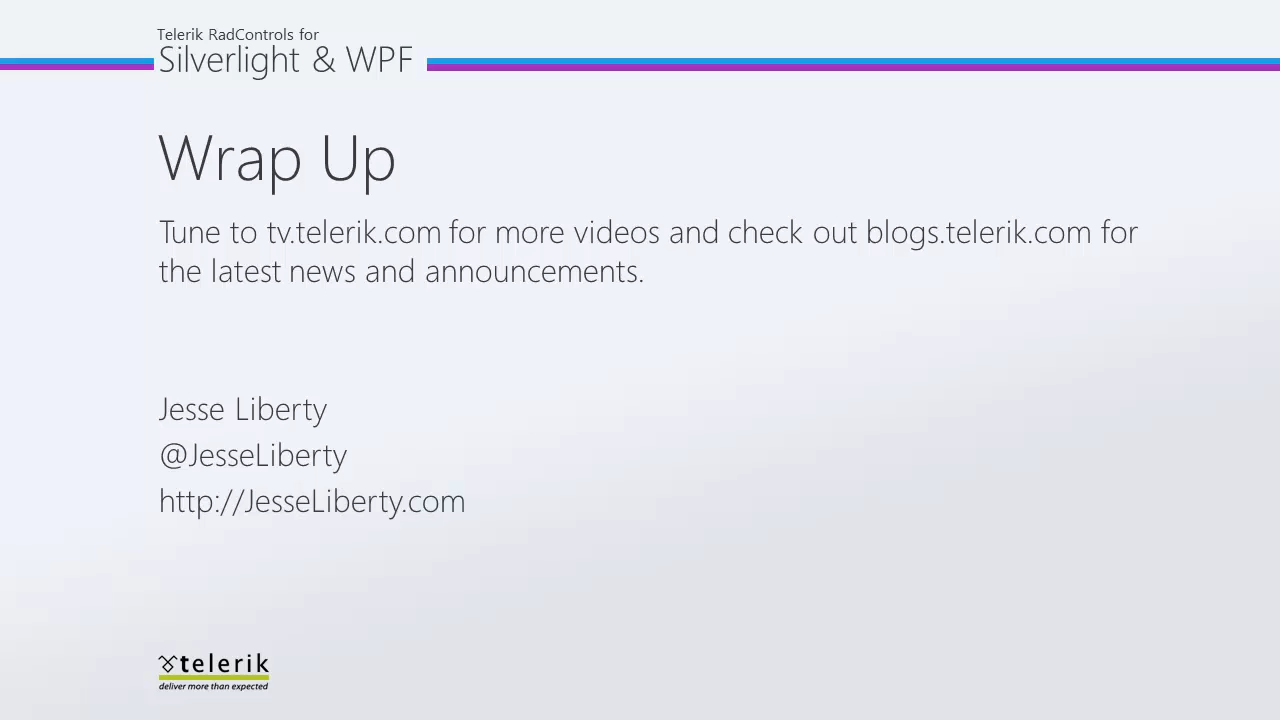 Telerik RadControls for
Silverlight & WPF
Wrap Up
Tune to tv.telerik.com for more videos and check out blogs.telerik.com for
the latest news and announcements.
Jesse Liberty
@JesseLiberty
http://JesseLiberty.com
telerik
deliver more than expected